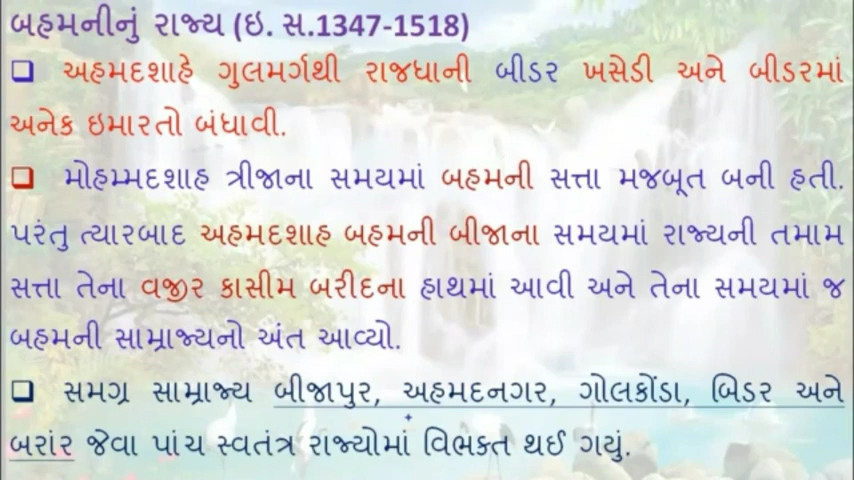 બહમનીનું રાજ્ય (ઇ. સ.1347-1518)
❑ અહમદશાહે ગુલમર્ગથી રાજધાની બીડર ખસેડી અને બીડરમાં
અનેક ઇમારતો બંધાવી.
❑ મોહમ્મદશાહ ત્રીજાના સમયમાં બહમની સત્તા મજબૂત બની હતી.
પરંતુ ત્યારબાદ અહમદશાહ બહમની બીજાના સમયમાં રાજ્યની તમામ
સત્તા તેના વજીર કાસીમ બરીદના હાથમાં આવી અને તેના સમયમાં જ
બહમની સામ્રાજ્યનો અંત આવ્યો.
❑ સમગ્ર સામ્રાજ્ય બીજાપુર, અહમદનગર, ગોલકોંડા, બિડર અને
બરાંર જેવા પાંચ સ્વતંત્ર રાજ્યોમાં વિભક્ત થઈ ગયું.